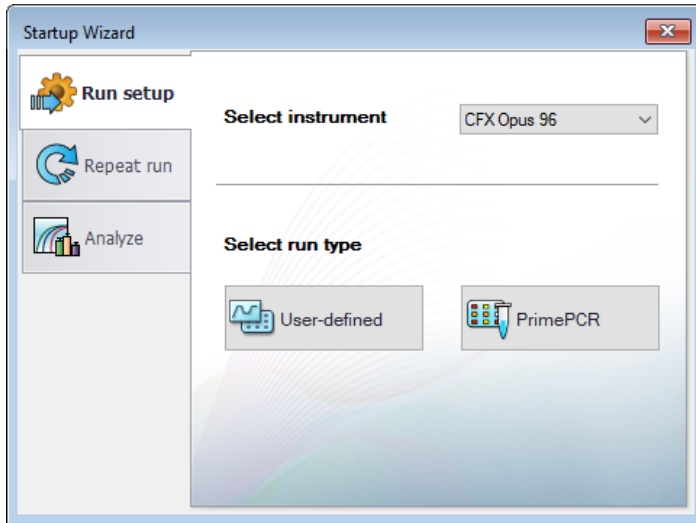 Startup Wizard
Run setup
Repeat run
Analyze
Select instrument
CFX Opus 96
Select run type
User-defined
PrimePCR